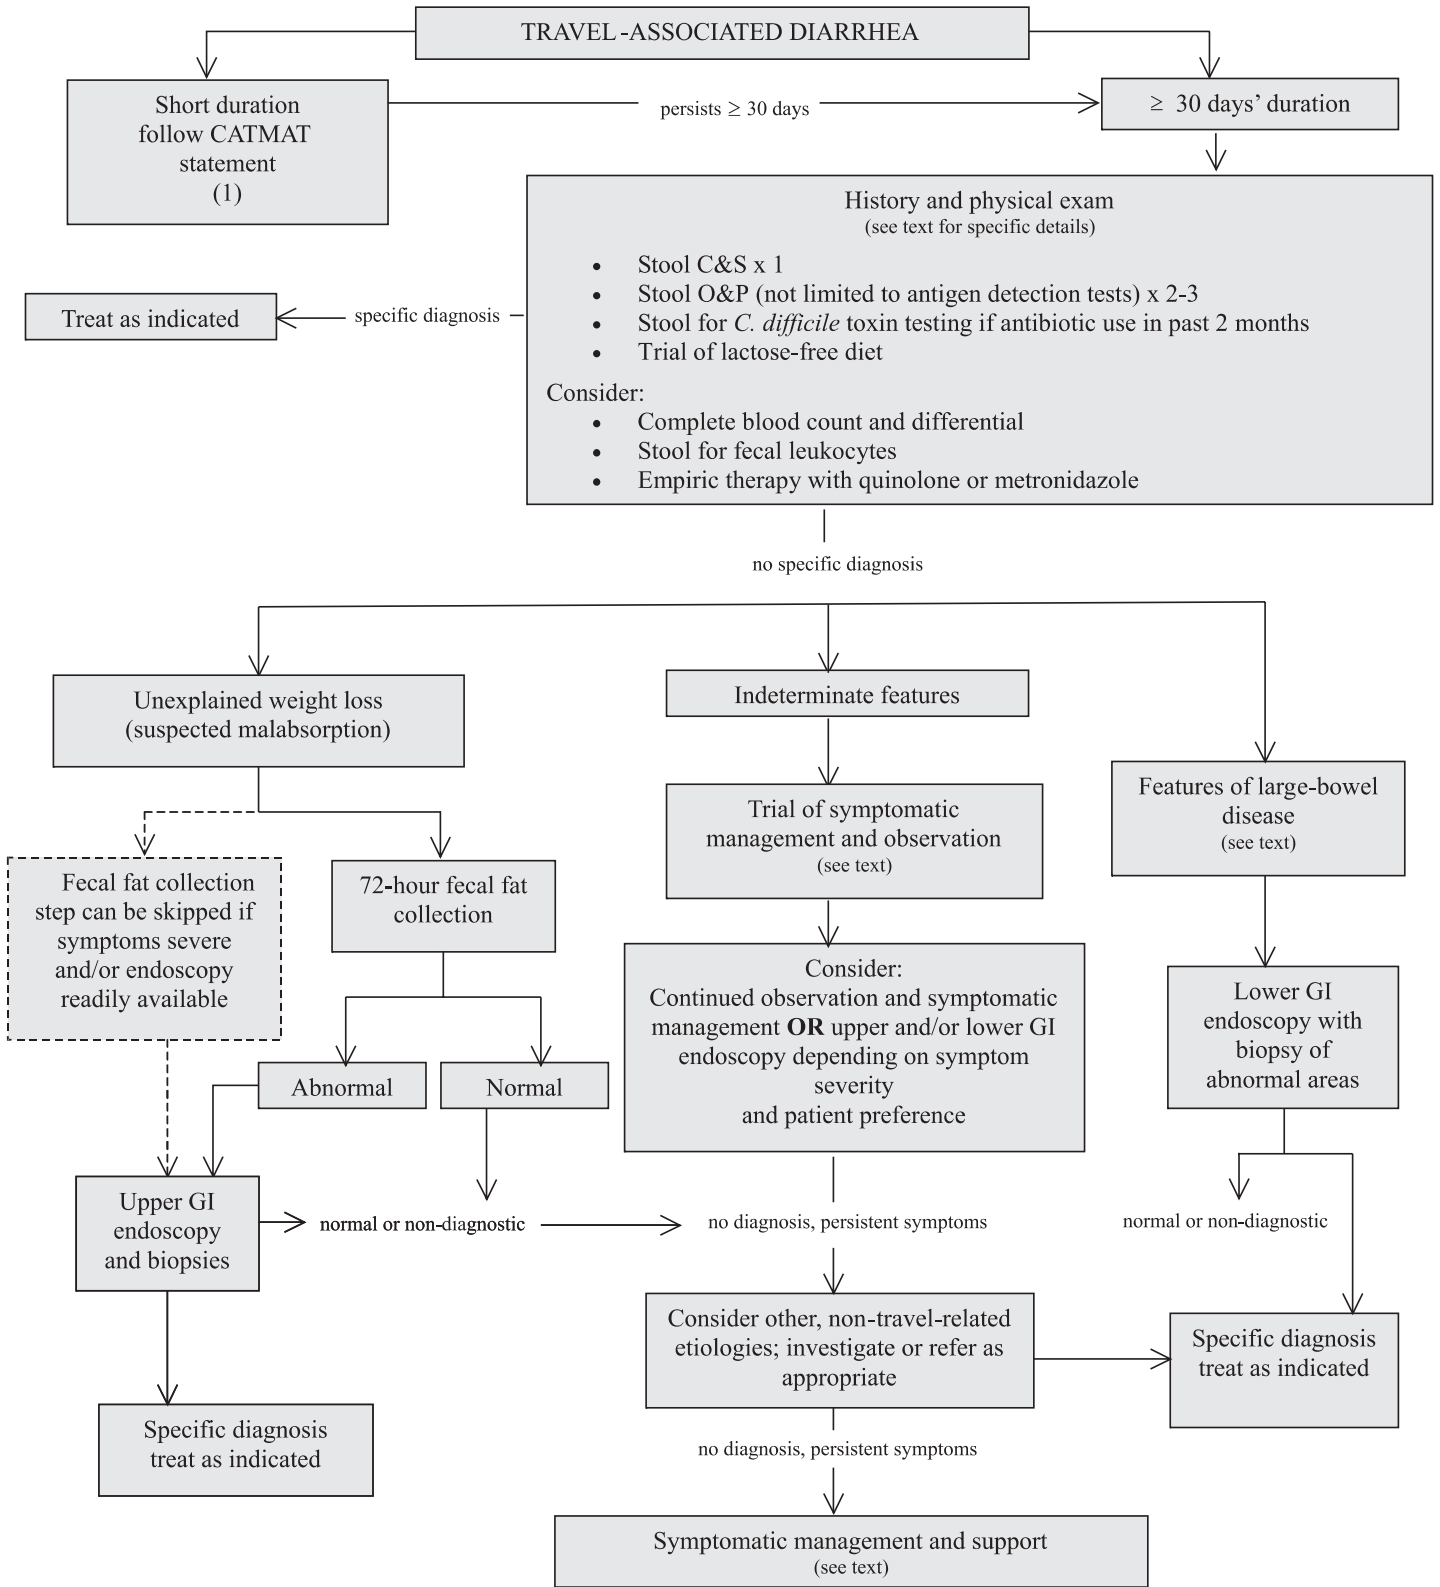 TRAVEL-ASSOCIATED DIARRHEA
Short duration
follow CATMAT
statement
(1)
persists ≥ 30 days
≥ 30 days’ duration
History and physical exam
(see text for specific details)
• Stool C&S x 1
• Stool O&P (not limited to antigen detection tests) x 2-3
• Stool for C. difficile toxin testing if antibiotic use in past 2 months
• Trial of lactose-free diet
Consider:
• Complete blood count and differential
• Stool for fecal leukocytes
• Empiric therapy with quinolone or metronidazole
specific diagnosis
Treat as indicated
no specific diagnosis
Unexplained weight loss
(suspected malabsorption)
Fecal fat collection
step can be skipped if
symptoms severe
and/or endoscopy
readily available
72-hour fecal fat
collection
Abnormal
Normal
Upper GI
endoscopy
and biopsies
normal or non-diagnostic
Specific diagnosis
treat as indicated
Indeterminate features
Trial of symptomatic
management and observation
(see text)
Consider:
Continued observation and symptomatic
management OR upper and/or lower GI
endoscopy depending on symptom
severity
and patient preference
no diagnosis, persistent symptoms
Consider other, non-travel-related
etiologies; investigate or refer as
appropriate
no diagnosis, persistent symptoms
Symptomatic management and support
(see text)
Features of large-bowel
disease
(see text)
Lower GI
endoscopy with
biopsy of
abnormal areas
normal or non-diagnostic
Specific diagnosis
treat as indicated